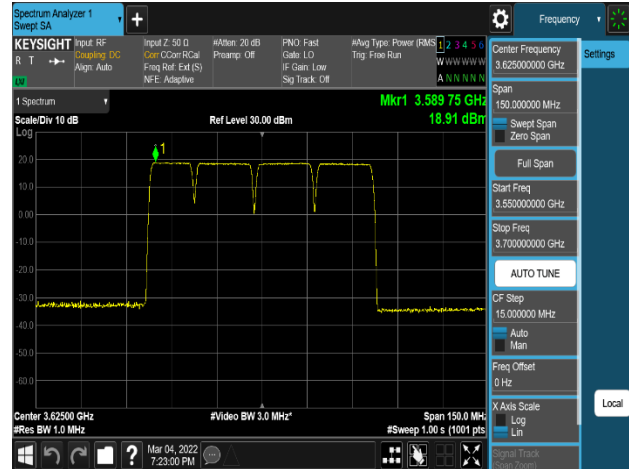 Spectrum Analyzer 1
Swept SA
Frequency
KEYSIGHT
R T
Input: RF
Coupling: DC
Align: Auto
Input Z: 50 Ω
Corr CCorr RCal
Freq Ref: Ext (S)
NFE: Adaptive
#Atten: 20 dB
Preamp: Off
PNO: Fast
Gate: LO
IF Gain: Low
Sig Track: Off
#Avg Type: Power (RMS
Trig: Free Run
1 2 3 4 5 6
W W W W W W
A N N N N N
1 Spectrum
Scale/Div 10 dB
Log
Ref Level 30.00 dBm
Mkr1 3.589 75 GHz
18.91 dBm
1
20.0
10.0
0.00
-10.0
-20.0
-30.0
-40.0
-50.0
-60.0
Center 3.62500 GHz
#Res BW 1.0 MHz
#Video BW 3.0 MHz*
Span 150.0 MHz
#Sweep 1.00 s (1001 pts
Mar 04, 2022
7:23:00 PM
Center Frequency
3.625000000 GHz
Span
150.000000 MHz
Swept Span
Zero Span
Full Span
Start Freq
3.550000000 GHz
Stop Freq
3.700000000 GHz
AUTO TUNE
CF Step
15.000000 MHz
Auto
Man
Freq Offset
0 Hz
X Axis Scale
Log
Lin
Signal Track
(Span Zoom)
Settings
Local